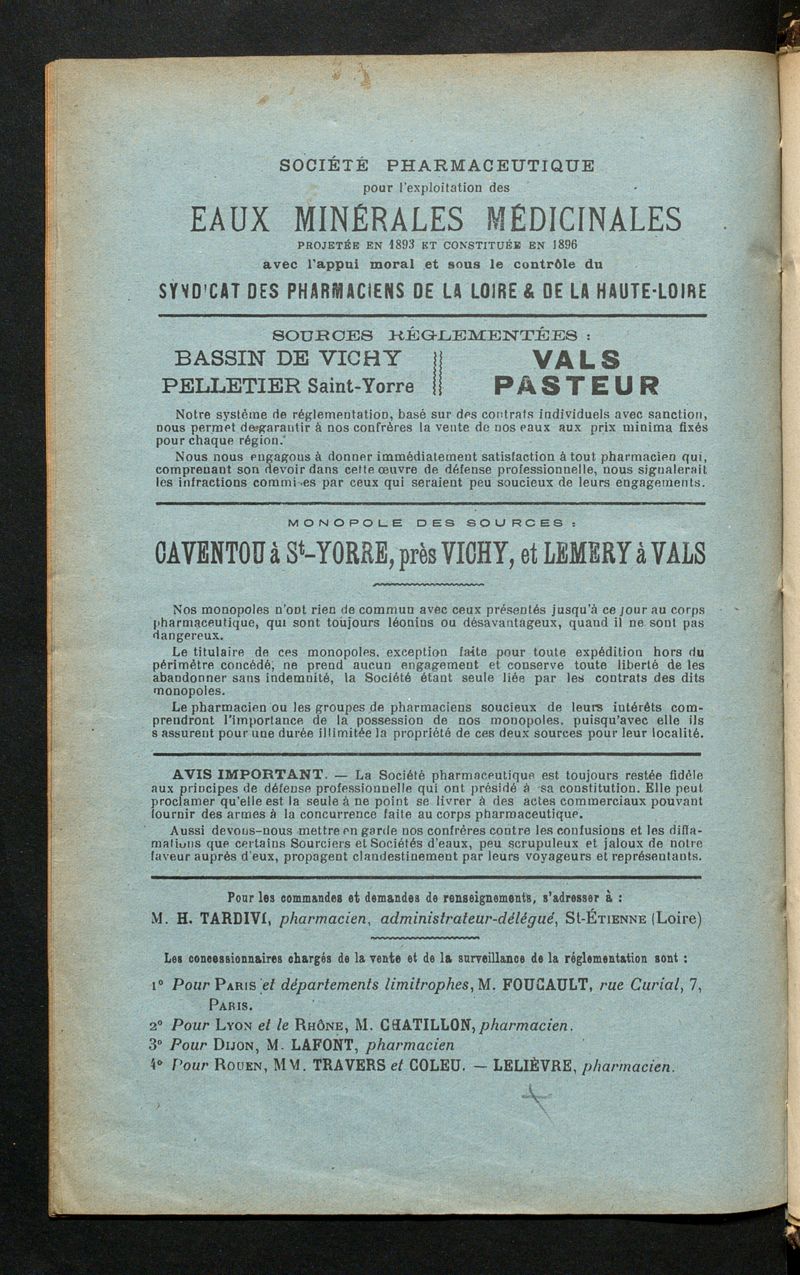 SOCIÉTÉ PHARMACEUTIQUE
pour l'exploitation des
EAUX MINÉRALES MÉDICINALES
PROJETÉE EN 1893 ET CONSTITUÉE EN 1896
avec l'appui moral et sous le contrôle du
SYNDICAT DES PHARMACIENS DE LA LOIRE & DE LA HAUTE-LOIRE
SOURCES RÉGLEMENTÉES :
BASSIN DE VICHY
PELLETIER Saint-Yorre
VALS
PASTEUR
Notre système de réglementation, basé sur des contrats individuels avec sanction,
nous permet de garantir à nos confrères la vente de nos eaux aux prix minima fixés
pour chaque région.
Nous nous engageons à donner immédiatement satisfaction à tout pharmacien qui,
comprenant son devoir dans cette œuvre de défense professionnelle, nous signalerait
les infractions commises par ceux qui seraient peu soucieux de leurs engagements.
MONOPOLE DES SOURCES :
CAVENTOU à St-YORRE, près VICHY, et LEMERY à VALS
Nos monopoles n'ont rien de commun avec ceux présentés jusqu'à ce jour au corps
pharmaceutique, qui sont toujours léonins ou désavantageux, quand il ne sont pas
dangereux.
Le titulaire de ces monopoles, exception faite pour toute expédition hors du
périmètre concédé, ne prend aucun engagement et conserve toute liberté de les
abandonner sans indemnité, la Société étant seule liée par les contrats des dits
monopoles.
Le pharmacien ou les groupes de pharmaciens soucieux de leurs intérêts com-
prendront l'importance de la possession de nos monopoles, puisqu'avec elle ils
s'assurent pour une durée illimitée la propriété de ces deux sources pour leur localité.
AVIS IMPORTANT. — La Société pharmaceutique est toujours restée fidèle
aux principes de défense professionnelle qui ont présidé à sa constitution. Elle peut
proclamer qu'elle est la seule à ne point se livrer à des actes commerciaux pouvant
fournir des armes à la concurrence faite au corps pharmaceutique.
Aussi devons-nous mettre en garde nos confrères contre les confusions et les diffa-
mations que certains Sourciers et Sociétés d'eaux, peu scrupuleux et jaloux de notre
faveur auprès d'eux, propagent clandestinement par leurs voyageurs et représentants.
Pour les commandes et demandes de renseignements, s'adresser à :
M. H. TARDIVI, pharmacien, administrateur-délégué, St-ÉTIENNE (Loire)
Les concessionnaires chargés de la vente et de la surveillance de la réglementation sont :
1° Pour PARIS et départements limitrophes, M. FOUCAULT, rue Curial, 7,
PARIS.
2° Pour LYON et le RHÔNE, M. CHATILLON, pharmacien.
3° Pour DIJON, M. LAFONT, pharmacien
4° Pour ROUEN, MM. TRAVERS et COLEU. — LELIÈVRE, pharmacien.